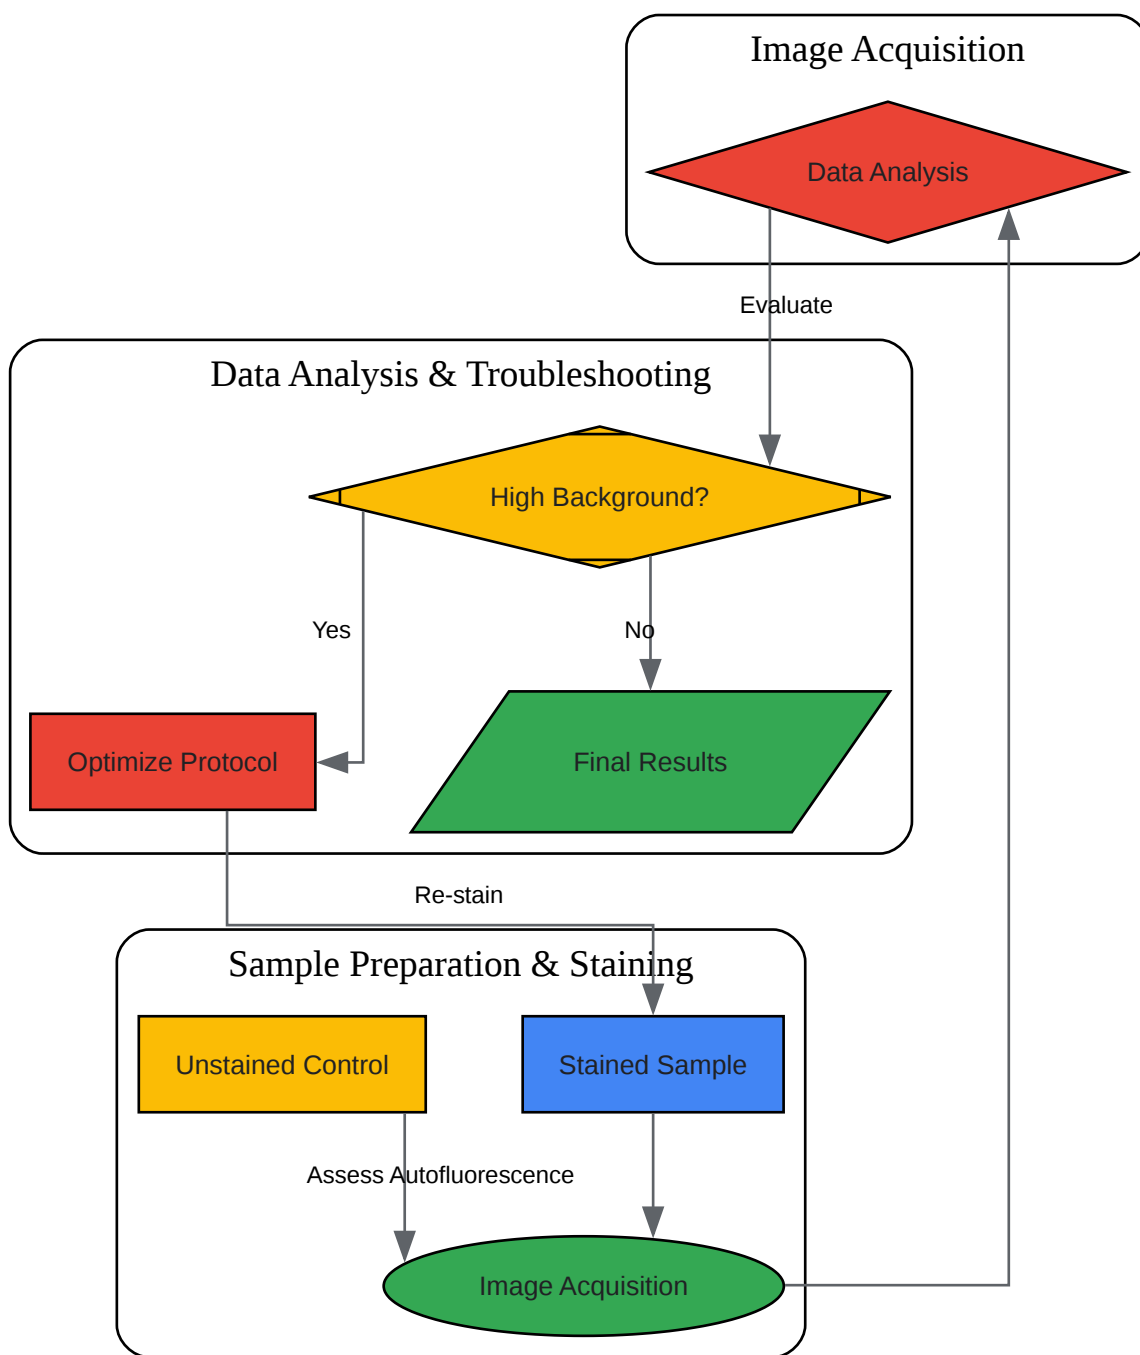 Image Acquisition
Data Analysis
Evaluate
Data Analysis & Troubleshooting
High Background?
Yes
No
Optimize Protocol
Final Results
Re-stain
Sample Preparation & Staining
Unstained Control
Stained Sample
Assess Autofluorescence
Image Acquisition